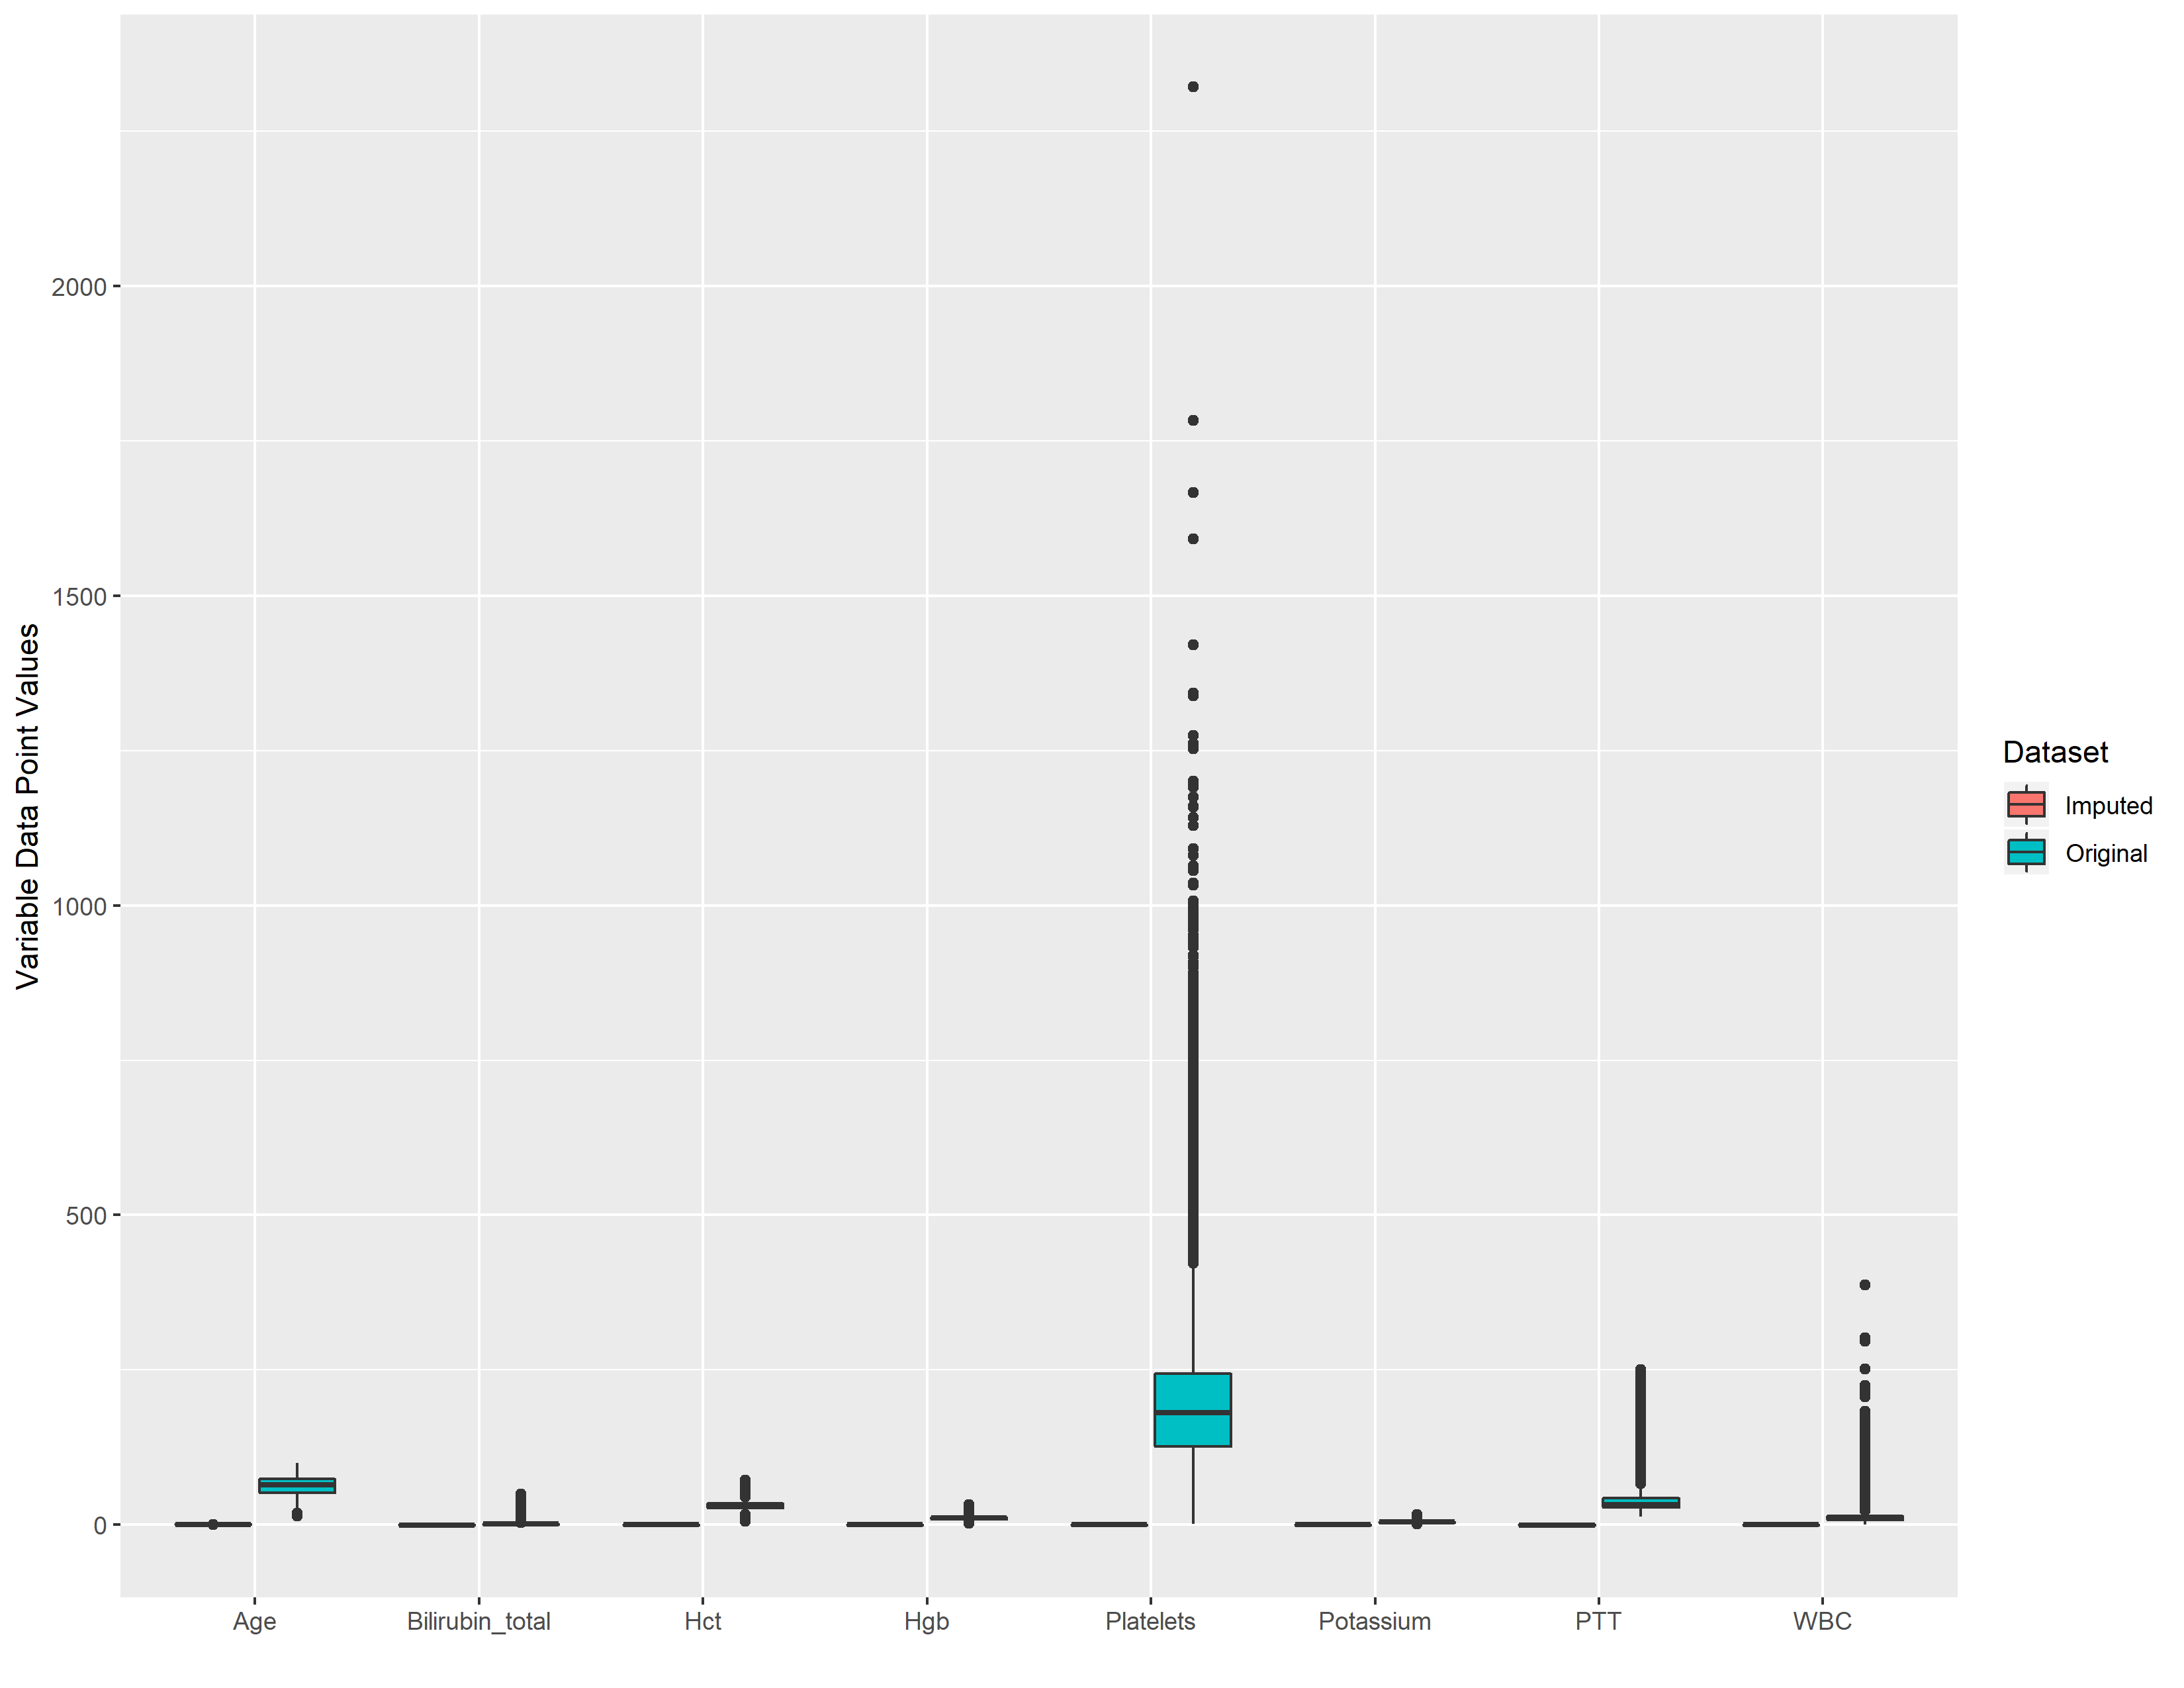 Variable Data Point Values
2000
1500
1000
500
0
Age Bilirubin_total Hct Hgb Platelets Potassium PTT WBC
Dataset
Imputed
Original